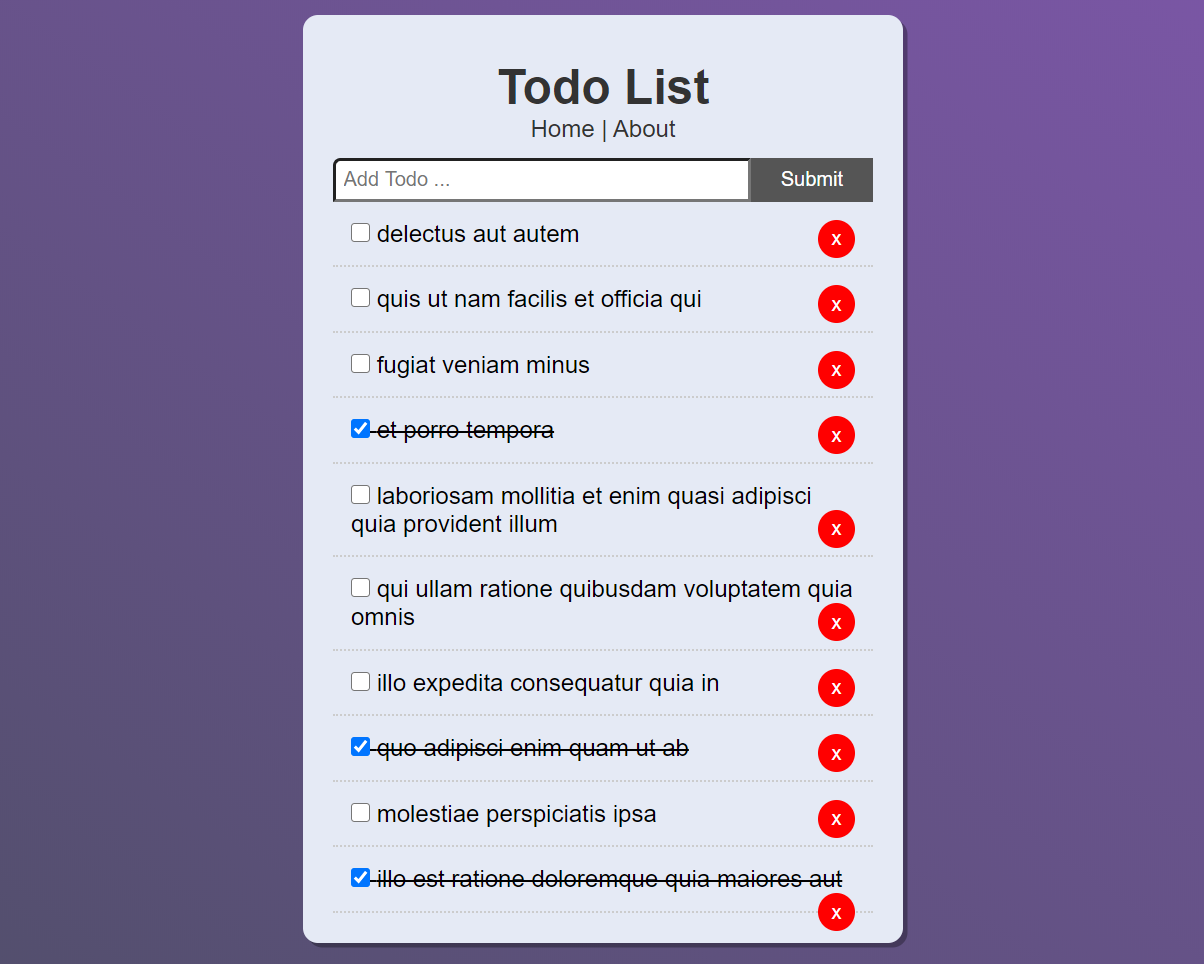 Todo List
Home | About
Add Todo ... Submit
delectus aut autem x
quis ut nam facilis et officia qui x
fugiat veniam minus x
et porro tempora x
laboriosam mollitia et enim quasi adipisci
quia provident illum x
qui ullam ratione quibusdam voluptatem quia
omnis x
illo expedita consequatur quia in x
quo adipisci enim quam ut ab x
molestiae perspiciatis ipsa x
illo est ratione doloremque quia maiores aut
x